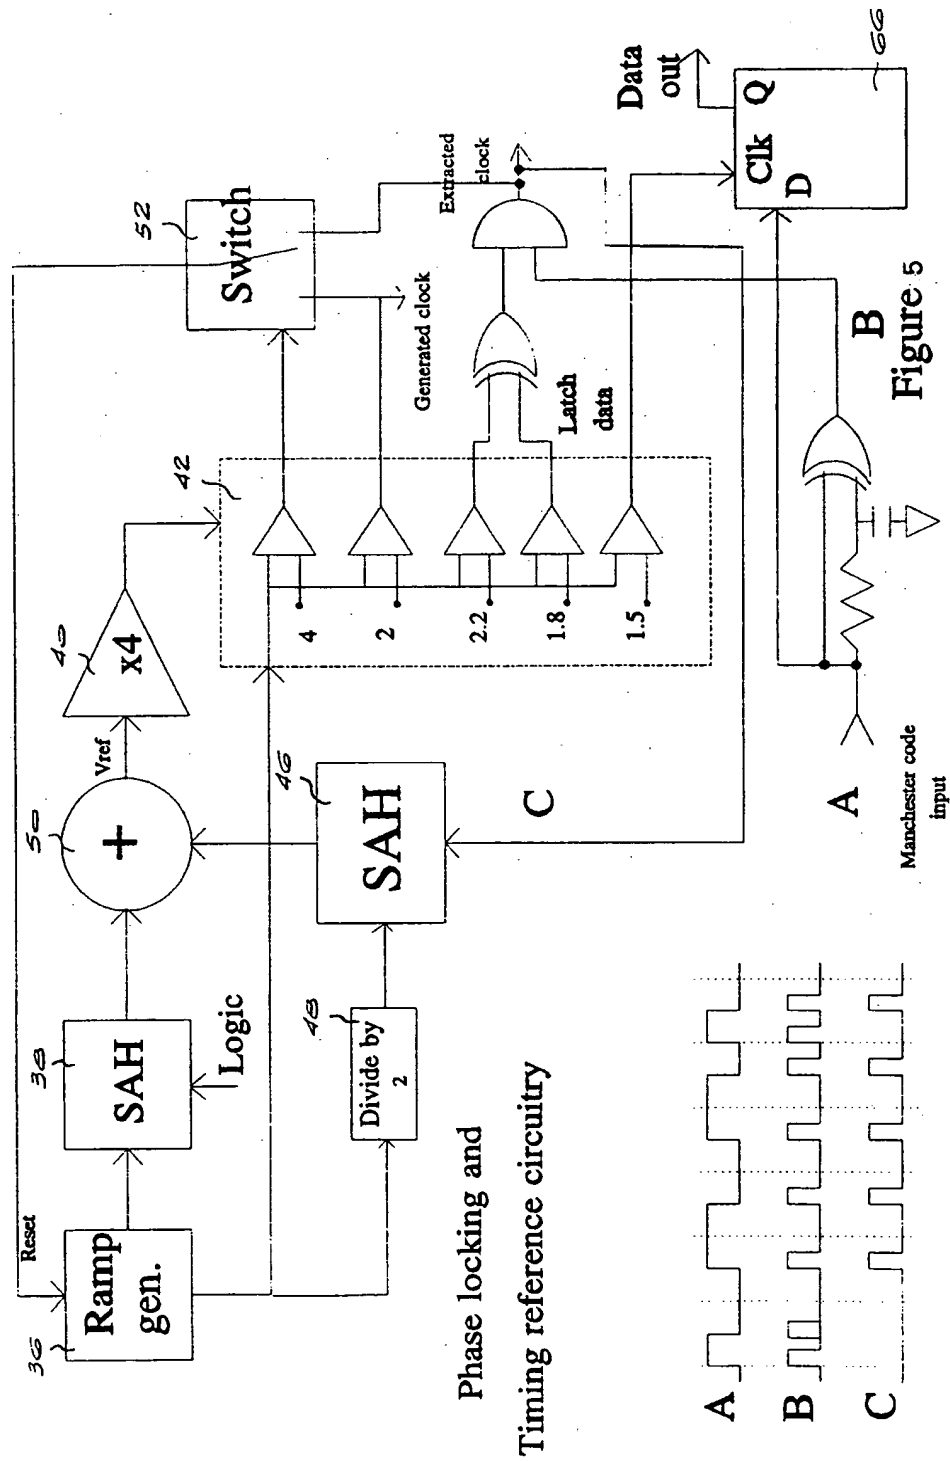 36
Ramp
gen.
Reset
38
SAH
Logic
50
+
Vref
40
x4
42
4
2
2.2
1.8
1.5
52
Switch
Generated clock
Extracted
clock
Latch
data
48
Divide by
2
46
SAH
C
Data
out
Clk
Q
D
66
A
Manchester code
input
B
Figure 5
Phase locking and
Timing reference circuitry
A
B
C